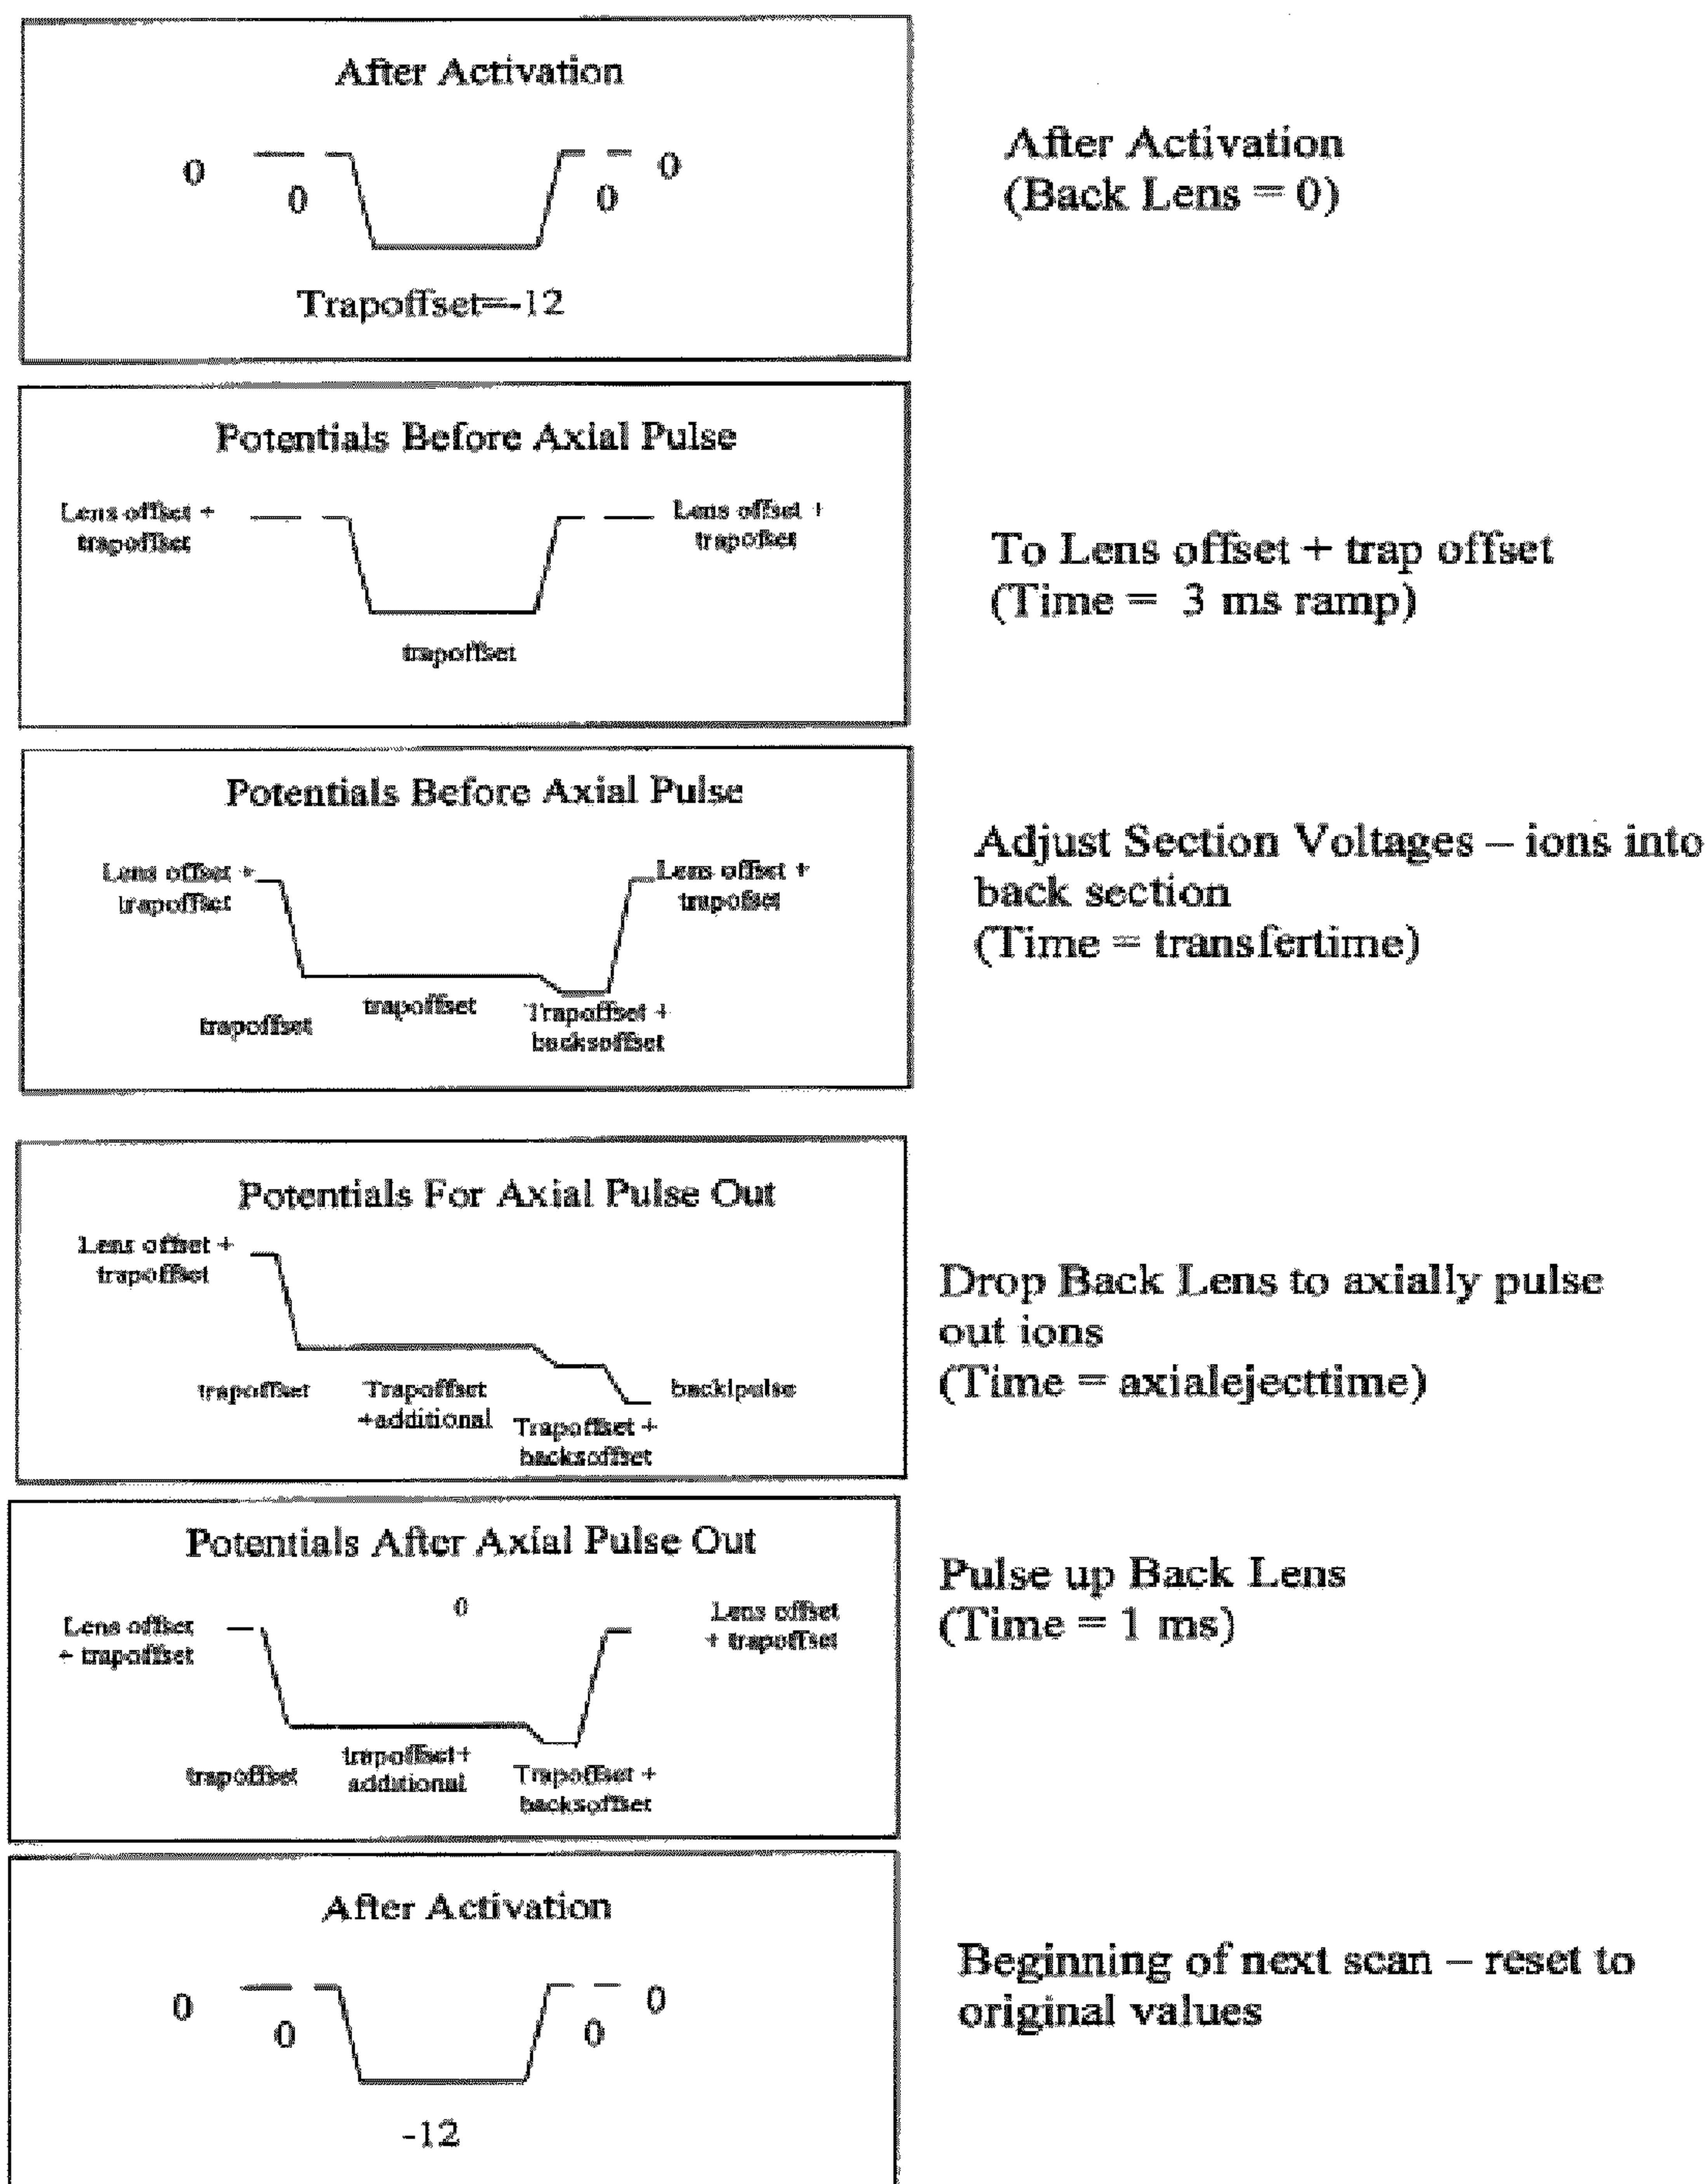 After Activation
0
0
0
0
Trapoffset=-12
After Activation
(Back Lens = 0)
Potentials Before Axial Pulse
Lens offset +
trapoffset
Lens offset +
trapofset
trapoffset
To Lens offset + trap offset
(Time = 3 ms ramp)
Potentials Before Axial Pulse
Lens offset +
trapoffset
Lens offset +
trapofset
trapoffset
trapoffset
Trapoffset +
backsoffset
Adjust Section Voltages – ions into
back section
(Time = transfertime)
Potentials For Axial Pulse Out
Lens offset +
trapoffset
trapoffset
Trapoffset
+additional
Trapoffset +
backsoffset
backlpulse
Drop Back Lens to axially pulse
out ions
(Time = axialejecttime)
Potentials After Axial Pulse Out
Lens offset
+ trapoffset
0
Lens offset
+ trapoffset
trapoffset
trapoffset+
additional
Trapoffset +
backsoffset
Pulse up Back Lens
(Time = 1 ms)
After Activation
0
0
0
0
-12
Beginning of next scan – reset to
original values